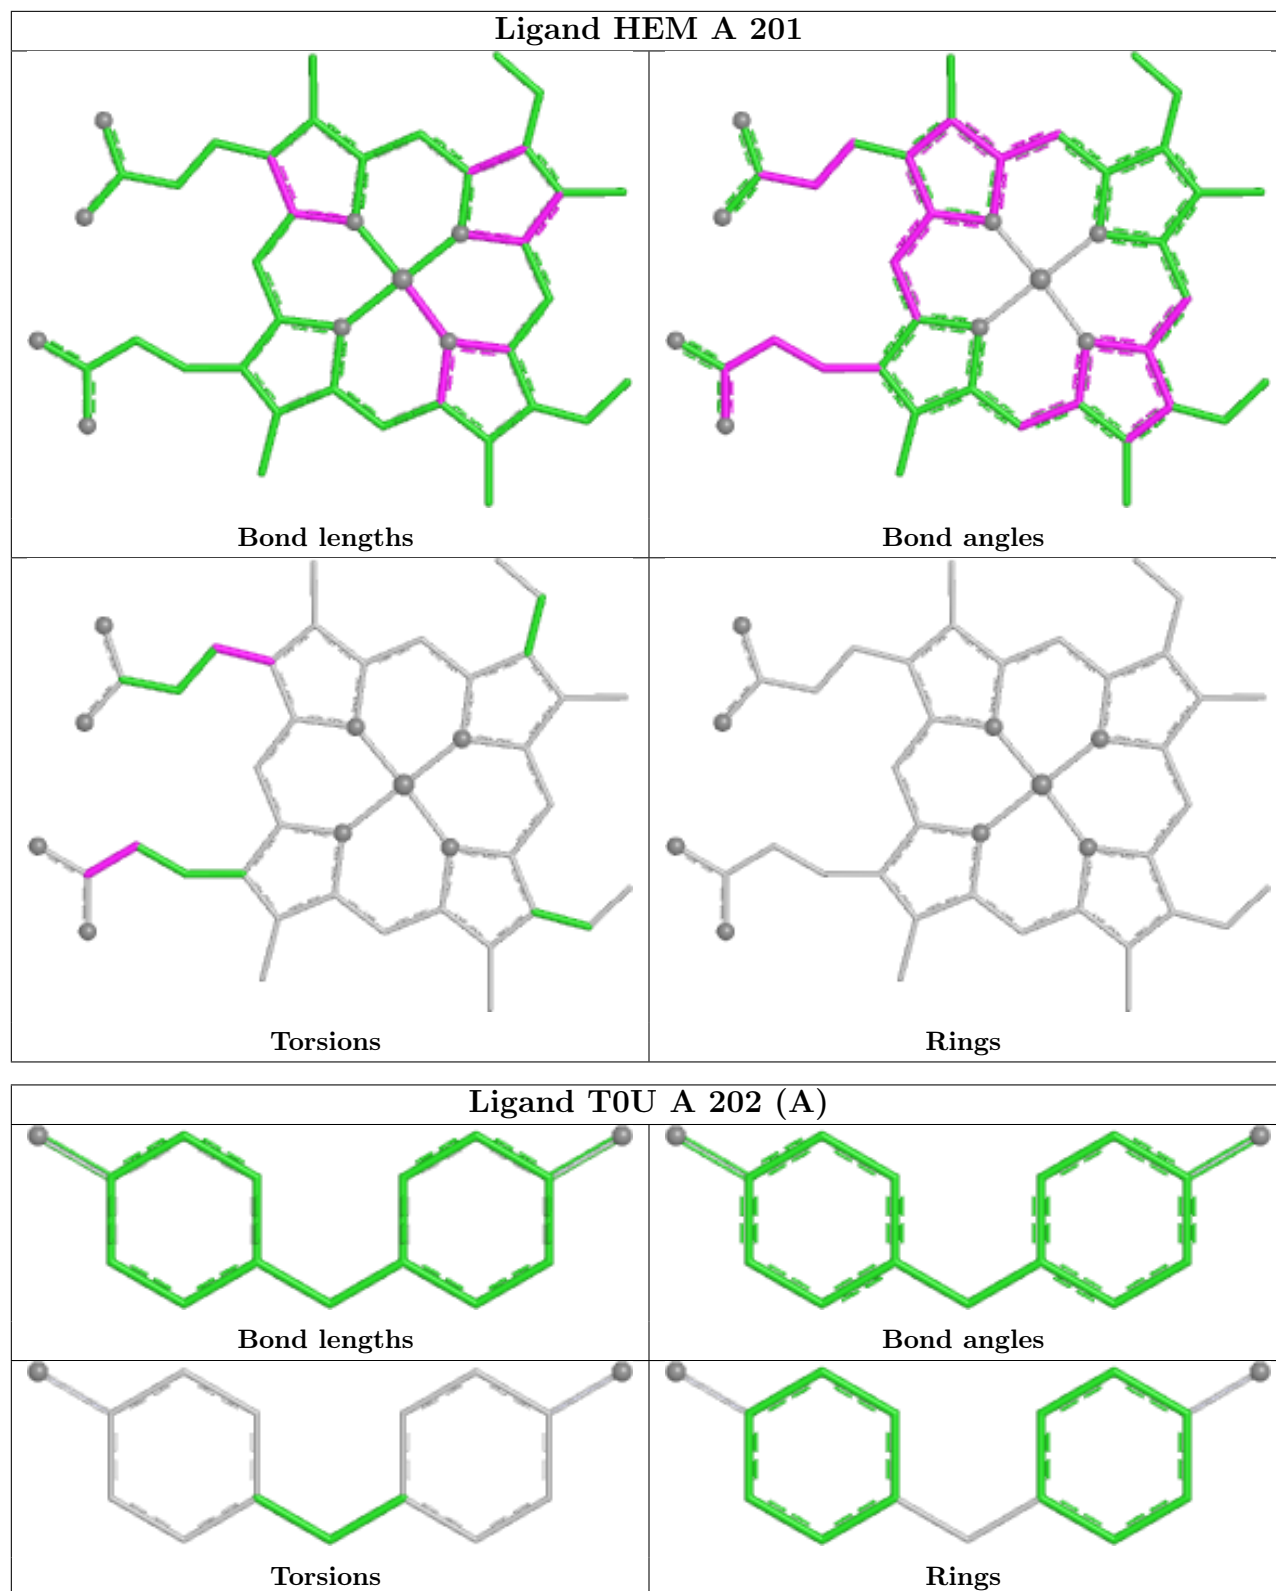 Ligand HEM A 201
Bond lengths
Bond angles
Torsions
Rings
Ligand T0U A 202 (A)
Bond lengths
Bond angles
Torsions
Rings